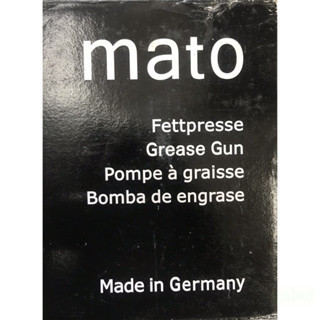 mato
Fettpresse
Grease Gun
Pompe à graisse
Bomba de engrase
Made in Germany